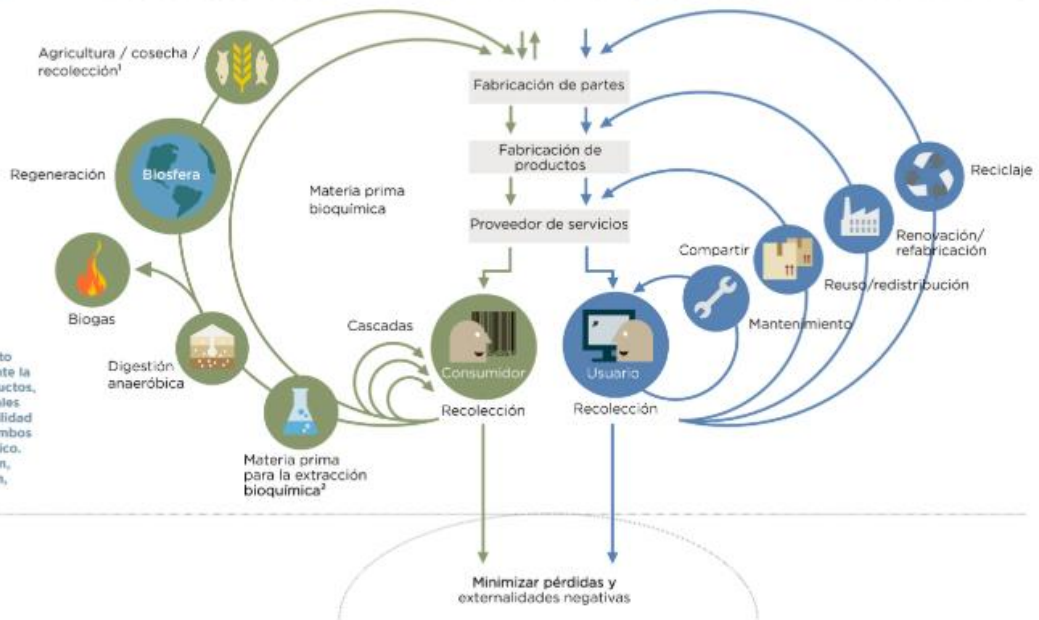 Agricultura / cosecha /
recolección¹
Regeneración
Biosfera
Biogas
Digestión
anaeróbica
Materia prima
para la extracción
bioquímica²
Materia prima
bioquímica
Cascadas
Fabricación de partes
Fabricación de
productos
Proveedor de servicios
Consumidor
Recolección
Usuario
Recolección
Compartir
Mantenimiento
Reuso/redistribución
Renovación/
refabricación
Reciclaje
Minimizar pérdidas y
externalidades negativas